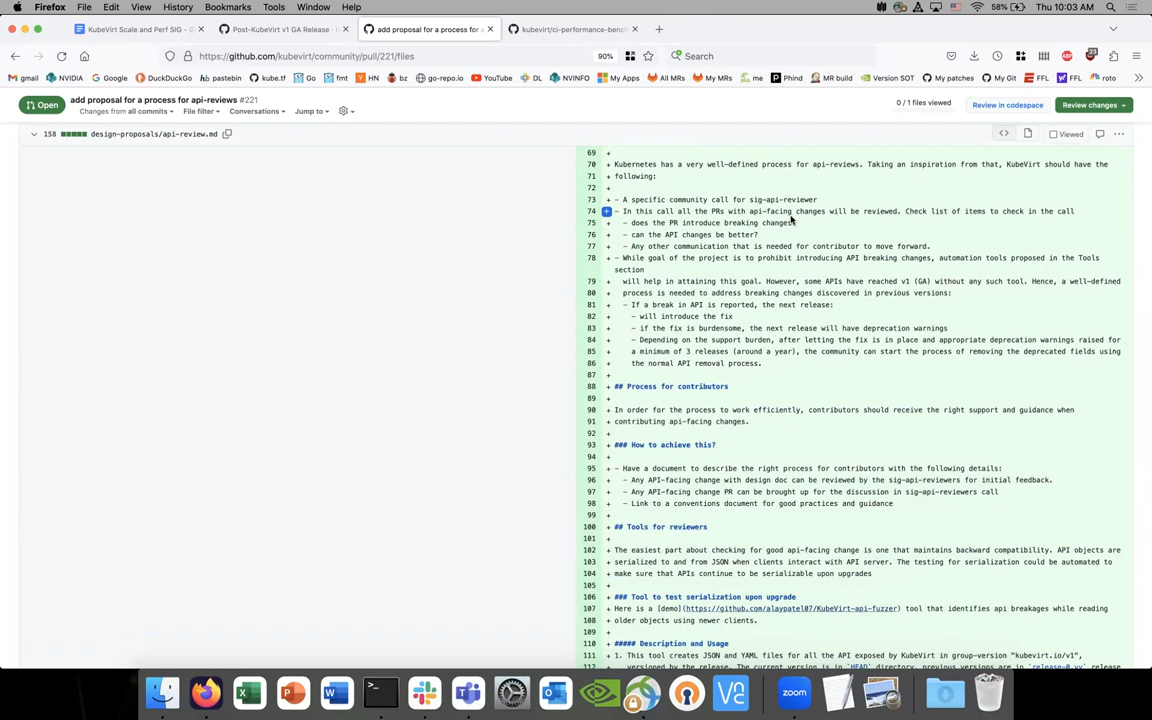 Firefox File Edit View History Bookmarks Tools Window Help 58% Thu 10:03 AM
KubeVirt Scale and Perf SIG - G Post-KubeVirt v1 GA Release - b add proposal for a process for a kubevirt/ci-performance-bench
https://github.com/kubevirt/community/pull/221/files 90% Search 23
gmail NVIDIA Google DuckDuckGo pastebin kube.tf Go fmt HK go-repo.io YouTube DL NVINFO My Apps All MRs My MRs me Phind MR build Version SOT My patches My Git FFL FFL roto
Open add proposal for a process for api-reviews #221 0 / 1 files viewed Review in codespace Review changes
Changes from all commits File filter Conversations Jump to
158 design-proposals/api-review.md Viewed
69 +
70 + Kubernetes has a very well-defined process for api-reviews. Taking an inspiration from that, KubeVirt should have the
71 + following:
72 +
73 + - A specific community call for sig-api-reviewer
74 + - In this call all the PRs with api-facing changes will be reviewed. Check list of items to check in the call
75 + - does the PR introduce breaking changes
76 + - can the API changes be better?
77 + - Any other communication that is needed for contributor to move forward.
78 + - While goal of the project is to prohibit introducing API breaking changes, automation tools proposed in the Tools
section
79 + will help in attaining this goal. However, some APIs have reached v1 (GA) without any such tool. Hence, a well-defined
80 + process is needed to address breaking changes discovered in previous versions:
81 + - If a break in API is reported, the next release:
82 + - will introduce the fix
83 + - if the fix is burdensome, the next release will have deprecation warnings
84 + - Depending on the support burden, after letting the fix is in place and appropriate deprecation warnings raised for
85 + a minimum of 3 releases (around a year), the community can start the process of removing the deprecated fields using
86 + the normal API removal process.
87 +
88 + ## Process for contributors
89 +
90 + In order for the process to work efficiently, contributors should receive the right support and guidance when
91 + contributing api-facing changes.
92 +
93 + ### How to achieve this?
94 +
95 + - Have a document to describe the right process for contributors with the following details:
96 + - Any API-facing change with design doc can be reviewed by the sig-api-reviewers for initial feedback.
97 + - Any API-facing change PR can be brought up for the discussion in sig-api-reviewers call
98 + - Link to a conventions document for good practices and guidance
99 +
100 + ## Tools for reviewers
101 +
102 + The easiest part about checking for good api-facing change is one that maintains backward compatibility. API objects are
103 + serialized to and from JSON when clients interact with API server. The testing for serialization could be automated to
104 + make sure that APIs continue to be serializable upon upgrades
105 +
106 + ### Tool to test serialization upon upgrade
107 + Here is a [demo](https://github.com/alaypatel07/KubeVirt-api-fuzzer) tool that identifies api breakages while reading
108 + older objects using newer clients.
109 +
110 + ##### Description and Usage
111 + 1. This tool creates JSON and YAML files for all the API exposed by KubeVirt in group-version "kubevirt.io/v1",
112 versioned by the release. The current version is in `HEAD` directory, previous versions are in `release-0.yy` release
zoom